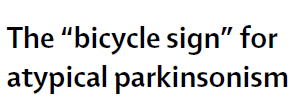 The “bicycle sign” for
atypical parkinsonism